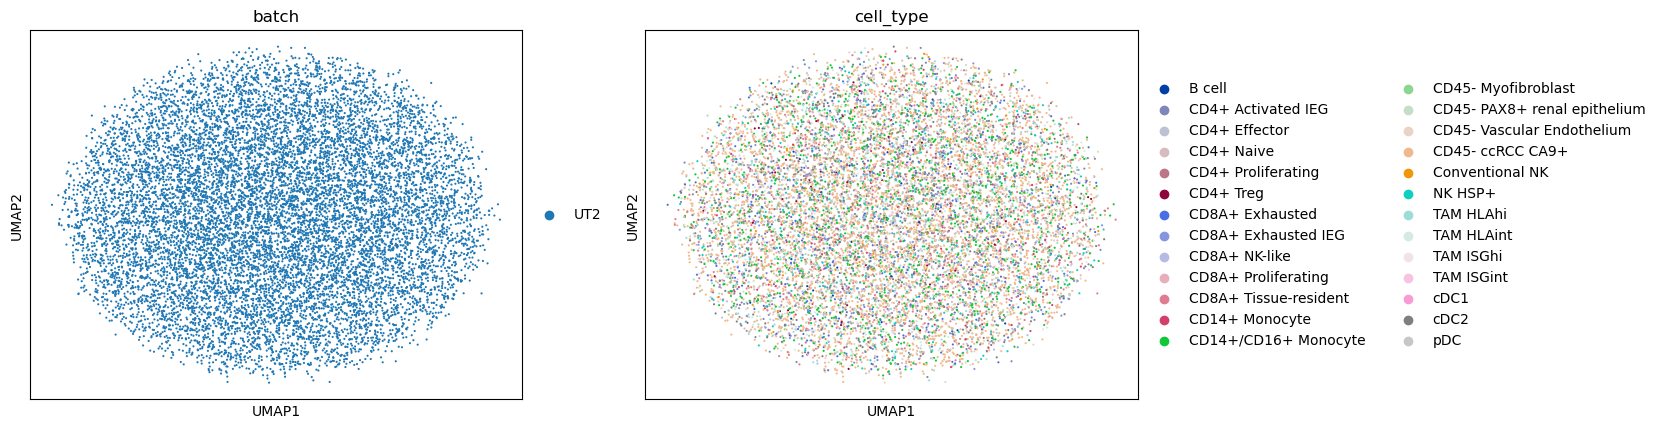 batch
UMAP2
UMAP1
UT2
cell_type
UMAP2
UMAP1
B cell
CD4+ Activated IEG
CD4+ Effector
CD4+ Naive
CD4+ Proliferating
CD4+ Treg
CD8A+ Exhausted
CD8A+ Exhausted IEG
CD8A+ NK-like
CD8A+ Proliferating
CD8A+ Tissue-resident
CD14+ Monocyte
CD14+/CD16+ Monocyte
CD45- Myofibroblast
CD45- PAX8+ renal epithelium
CD45- Vascular Endothelium
CD45- ccRCC CA9+
Conventional NK
NK HSP+
TAM HLAhi
TAM HLAint
TAM ISGhi
TAM ISGint
cDC1
cDC2
pDC